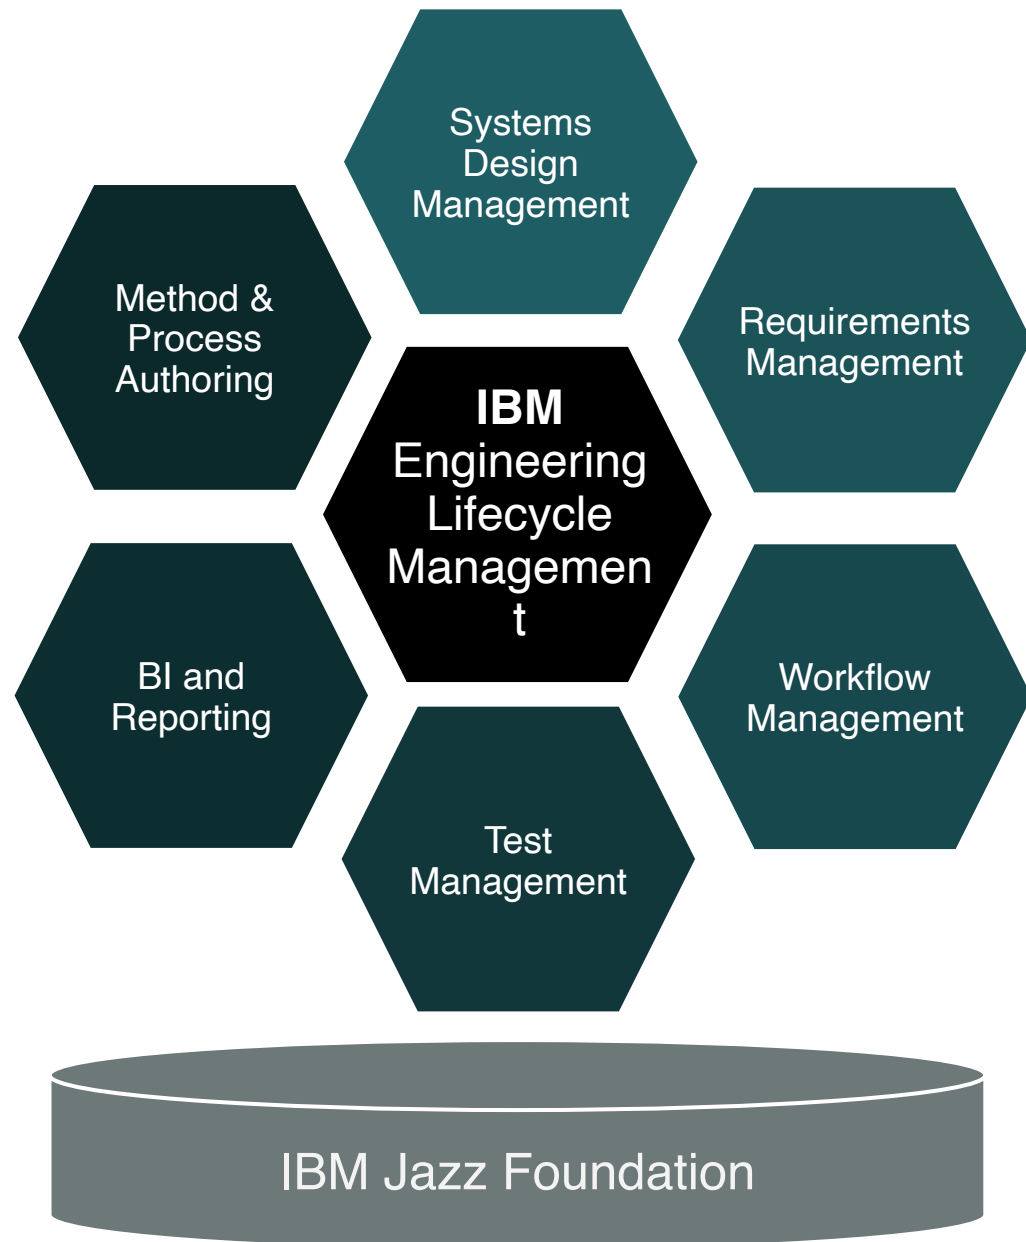 Systems
Design
Management
Method &
Process
Authoring
Requirements
Management
IBM
Engineering
Lifecycle
Managemen
t
BI and
Reporting
Workflow
Management
Test
Management
IBM Jazz Foundation